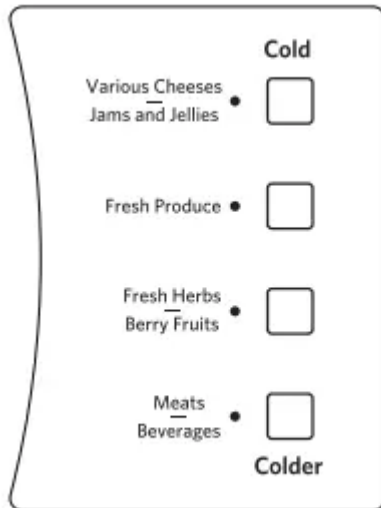 Cold
Various Cheeses
Jams and Jellies
Fresh Produce
Fresh Herbs
Berry Fruits
Meats
Beverages
Colder